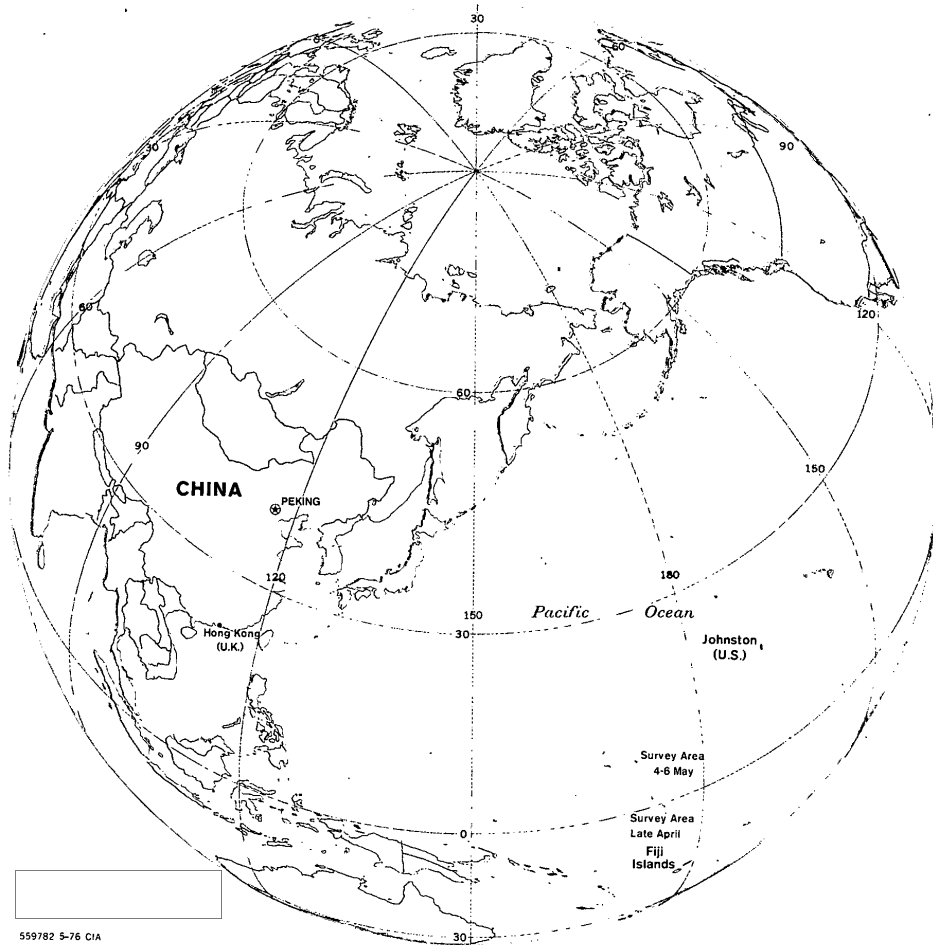 30
60
90
30
60
120
60
90
150
CHINA
PEKING
120
180
150
Pacific Ocean
30
Hong Kong
(U.K.)
Johnston
(U.S.)
Survey Area
4-6 May
Survey Area
Late April
0
Fiji
Islands
30
559782 5-76 CIA